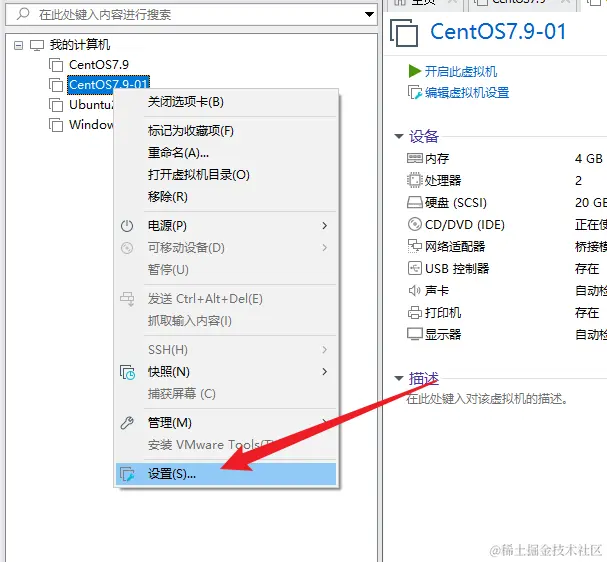 在此处键入内容进行搜索
我的计算机
CentOS7.9
CentOS7.9-01
Ubuntu
Window
关闭选项卡(B)
标记为收藏项(F)
重命名(A)...
打开虚拟机目录(O)
移除(R)
电源(P)
可移动设备(D)
暂停(U)
发送 Ctrl+Alt+Del(E)
抓取输入内容(I)
SSH(H)
快照(N)
捕获屏幕 (C)
管理(M)
安装 VMware Tools(T)
设置(S)...
主页
CentOS7.9-01
CentOS7.9-01
开启此虚拟机
编辑虚拟机设置
设备
内存 4 GB
处理器 2
硬盘 (SCSI) 20 GB
CD/DVD (IDE) 正在使
网络适配器 桥接模
USB 控制器 存在
声卡 自动检
打印机 存在
显示器 自动检
描述
在此处键入对该虚拟机的描述。
@稀土掘金技术社区